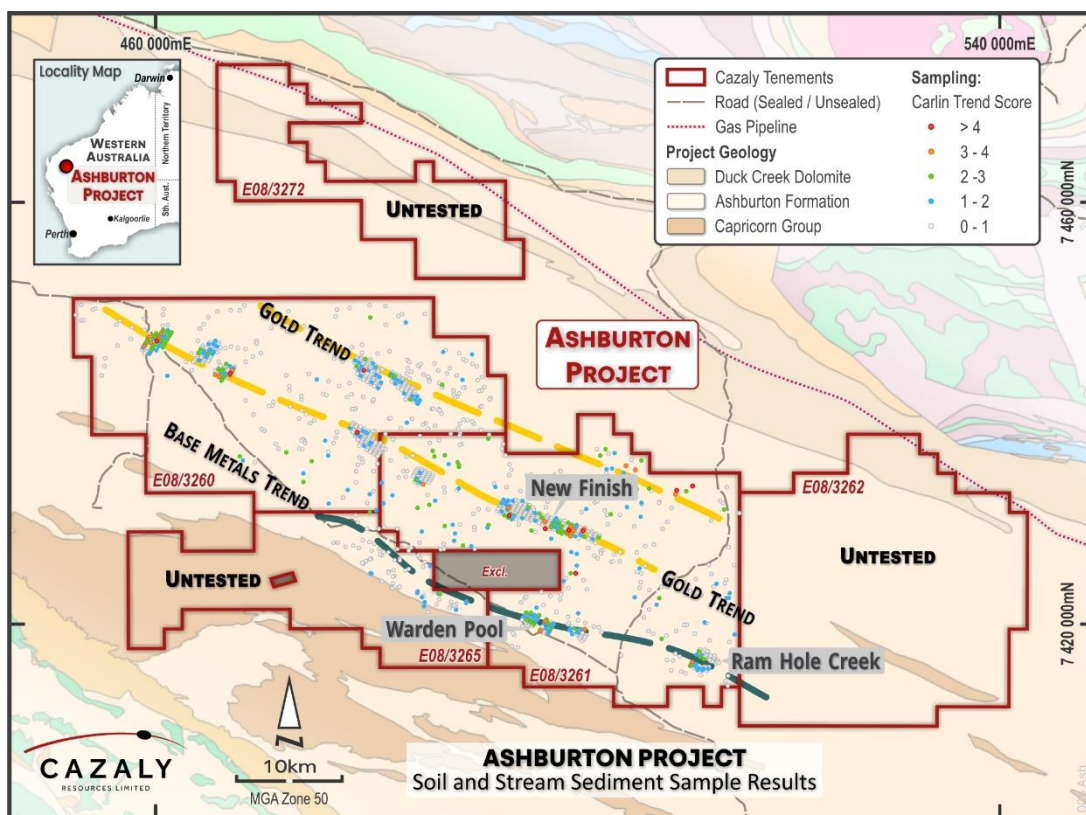 460 000mE
540 000mE
Locality Map
Darwin
WESTERN
AUSTRALIA
Northern Territory
ASHBURTON
PROJECT
Sth. Aust.
Kalgoorlie
Perth
E08/3272
UNTESTED
Cazaly Tenements
Road (Sealed / Unsealed)
Gas Pipeline
Project Geology
Duck Creek Dolomite
Ashburton Formation
Capricorn Group
Sampling:
Carlin Trend Score
> 4
3 - 4
2 - 3
1 - 2
0 - 1
7 460 000mN
GOLD TREND
ASHBURTON
PROJECT
BASE METALS TREND
E08/3260
New Finish
E08/3262
UNTESTED
UNTESTED
Excl.
GOLD TREND
Warden Pool
E08/3265
E08/3261
Ram Hole Creek
7 420 000mN
N
10km
MGA Zone 50
CAZALY
RESOURCES LIMITED
ASHBURTON PROJECT
Soil and Stream Sediment Sample Results